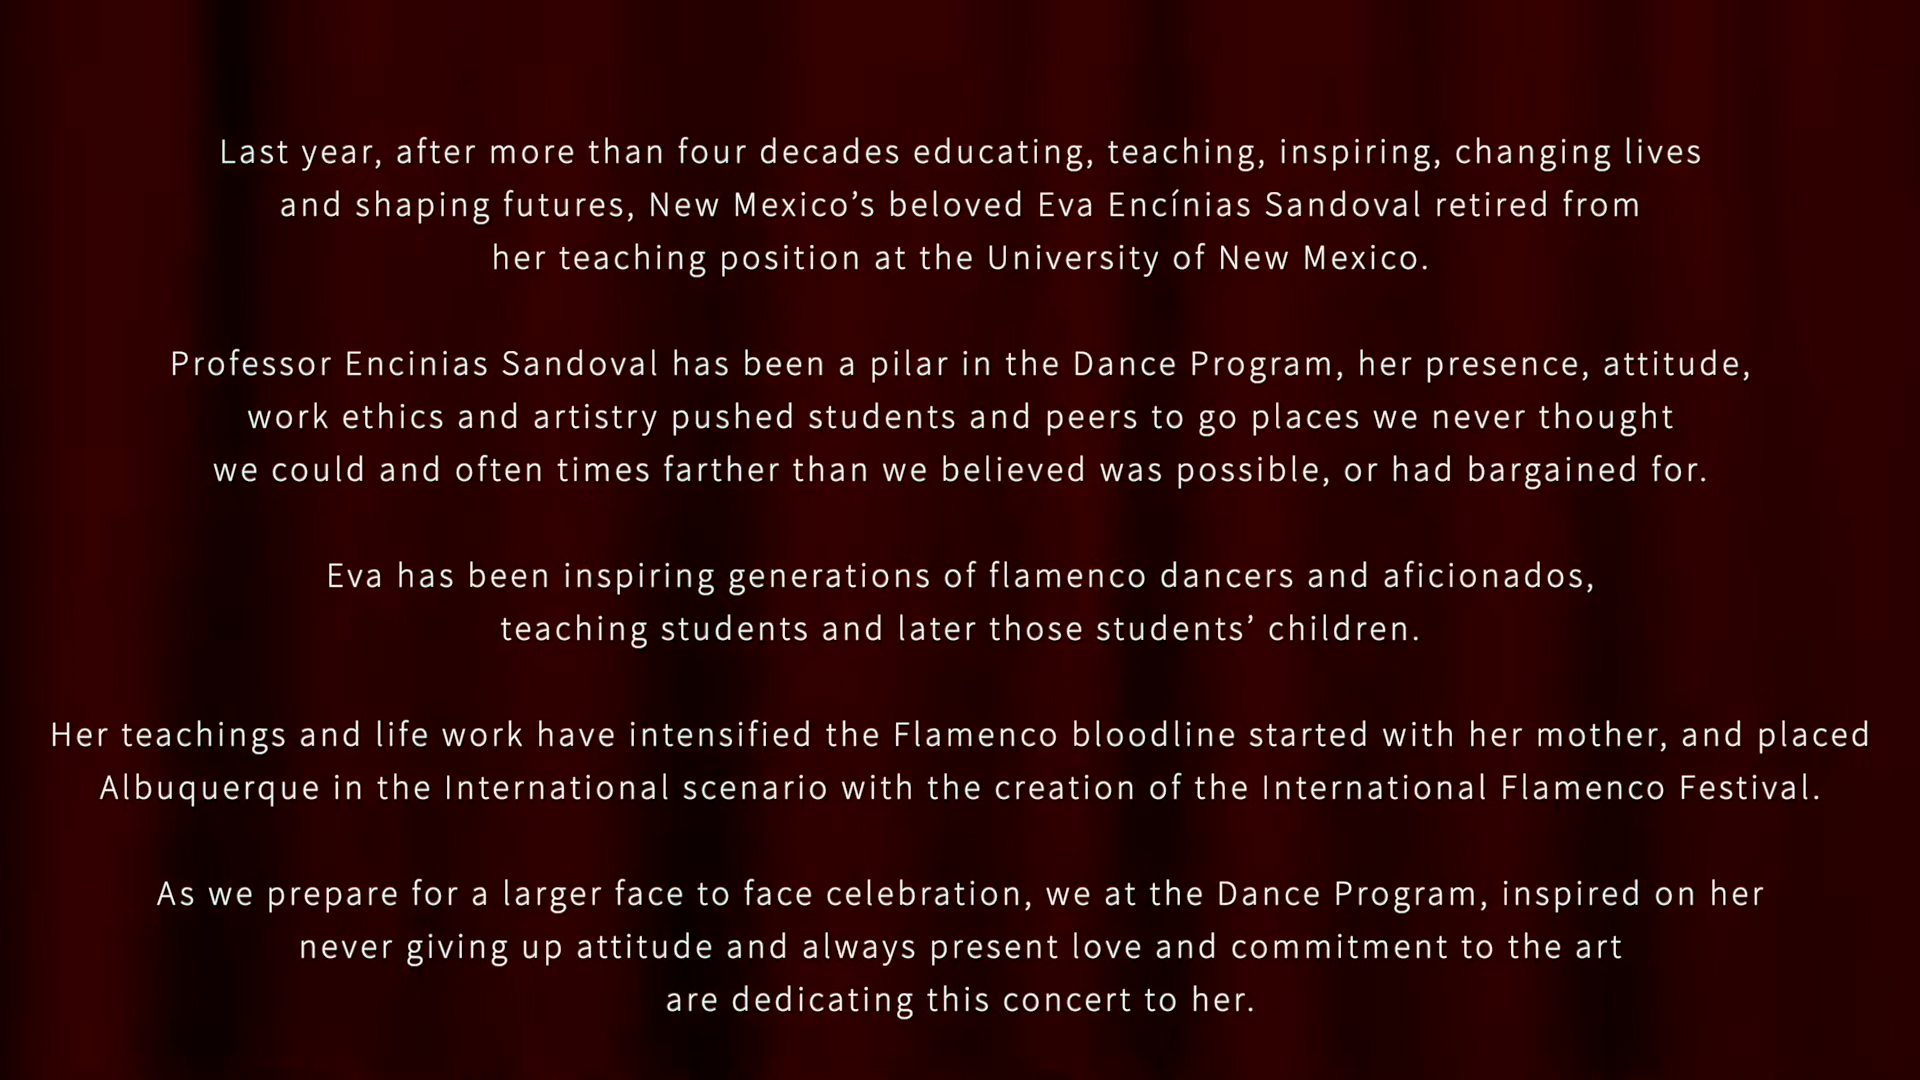 Last year, after more than four decades educating, teaching, inspiring, changing lives
and shaping futures, New Mexico’s beloved Eva Encínias Sandoval retired from
her teaching position at the University of New Mexico.
Professor Encinias Sandoval has been a pilar in the Dance Program, her presence, attitude,
work ethics and artistry pushed students and peers to go places we never thought
we could and often times farther than we believed was possible, or had bargained for.
Eva has been inspiring generations of flamenco dancers and aficionados,
teaching students and later those students’ children.
Her teachings and life work have intensified the Flamenco bloodline started with her mother, and placed
Albuquerque in the International scenario with the creation of the International Flamenco Festival.
As we prepare for a larger face to face celebration, we at the Dance Program, inspired on her
never giving up attitude and always present love and commitment to the art
are dedicating this concert to her.